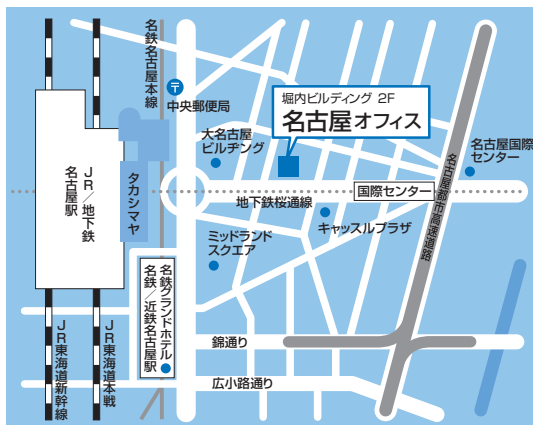 名鉄名古屋本線
〒
中央郵便局
堀内ビルディング 2F
名古屋オフィス
大名古屋
ビルヂング
名古屋国際
センター
JR/地下鉄
名古屋駅
タカシマヤ
国際センター
地下鉄桜通線
キャッスルプラザ
名古屋都市高速道路
ミッドランド
スクエア
名鉄グランドホテル
名鉄/近鉄名古屋駅
JR東海道新幹線
JR東海道本戦
錦通り
広小路通り